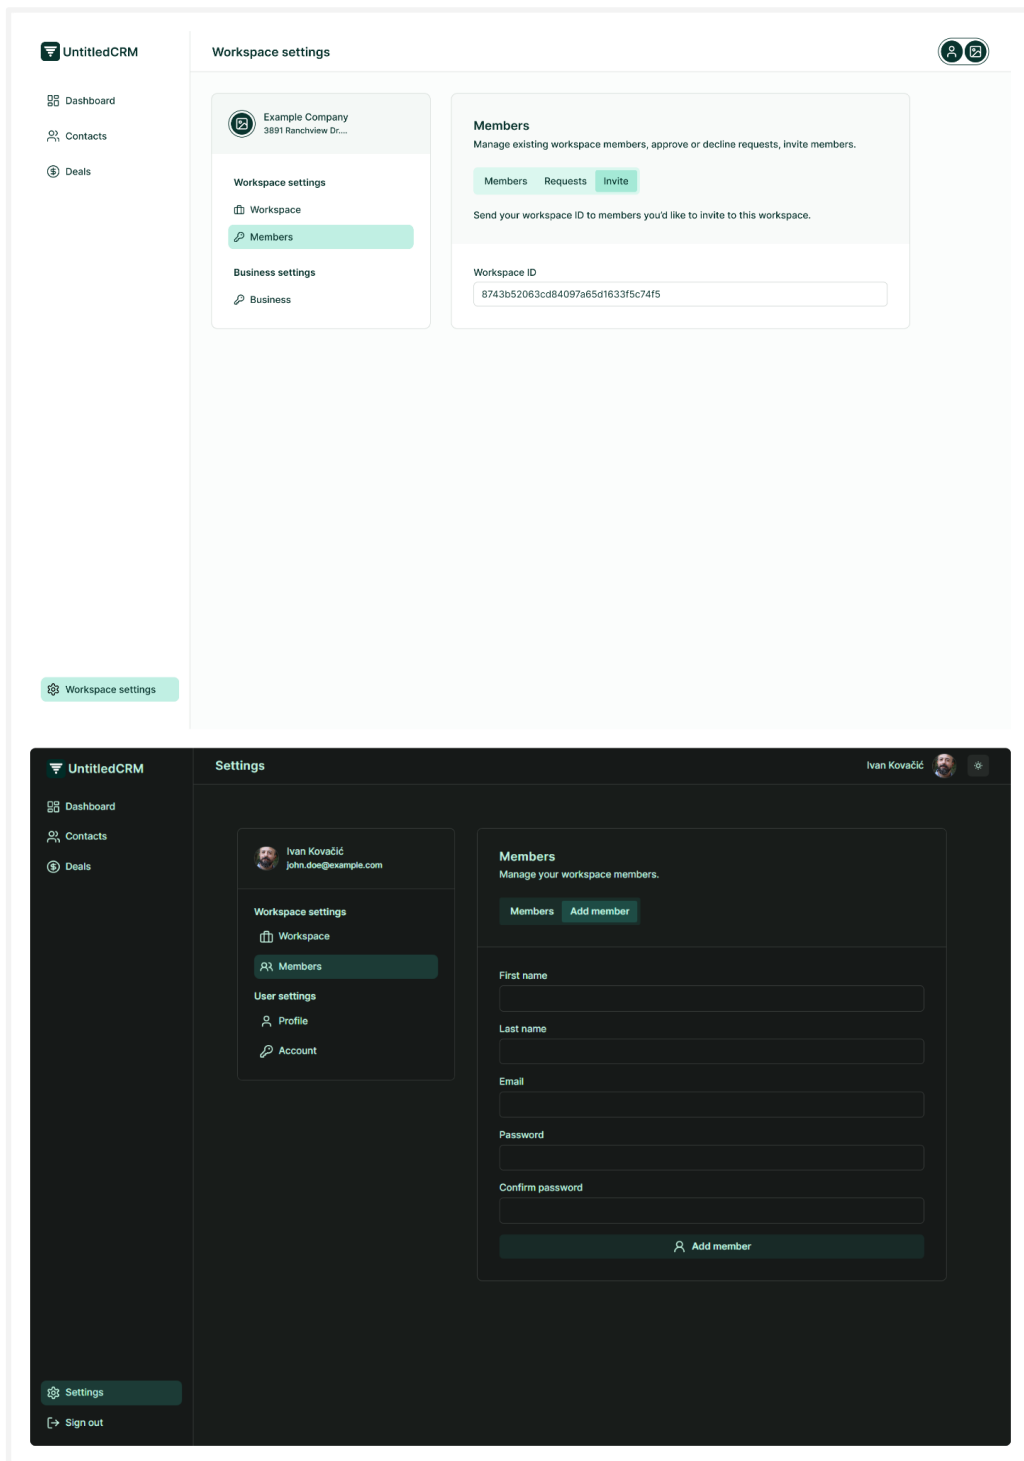 UntitledCRM
Workspace settings
Dashboard
Contacts
Deals
Example Company
3891 Ranchview Dr....
Workspace settings
Workspace
Members
Business settings
Business
Members
Manage existing workspace members, approve or decline requests, invite members.
Members Requests Invite
Send your workspace ID to members you'd like to invite to this workspace.
Workspace ID
8743b52063cd84097a65d1633f5c74f5
Workspace settings
UntitledCRM
Settings
Ivan Kovačić
Dashboard
Contacts
Deals
Ivan Kovačić
john.doe@example.com
Workspace settings
Workspace
Members
User settings
Profile
Account
Members
Manage your workspace members.
Members Add member
First name
Last name
Email
Password
Confirm password
Add member
Settings
Sign out